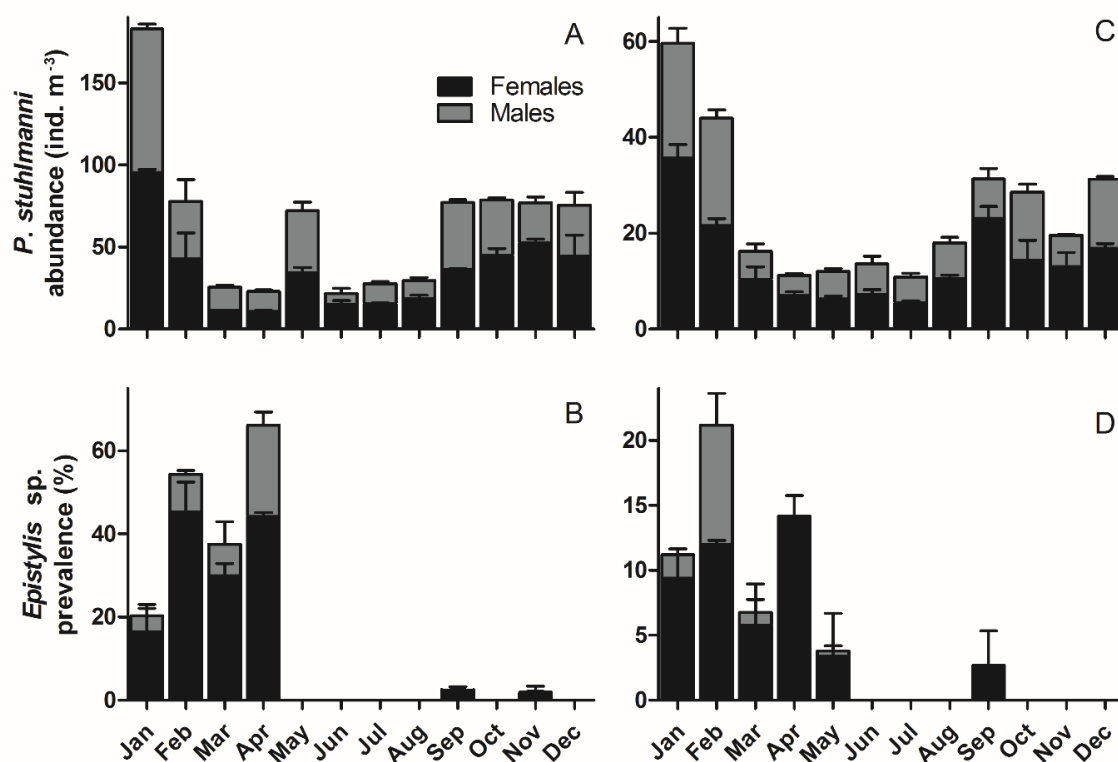 A
C
150
100
50
0
P. stuhlmanni
abundance (ind. m⁻³)
Females
Males
60
40
20
0
B
D
60
40
20
0
Epistylis sp.
prevalence (%)
20
15
10
5
0
Jan Feb Mar Apr May Jun Jul Aug Sep Oct Nov Dec
Jan Feb Mar Apr May Jun Jul Aug Sep Oct Nov Dec